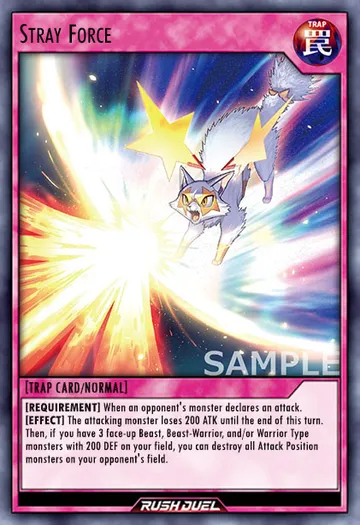 STRAY FORCE
TRAP
罠
SAMPLE
[TRAP CARD/NORMAL]
[REQUIREMENT] When an opponent's monster declares an attack.
[EFFECT] The attacking monster loses 200 ATK until the end of this turn.
Then, if you have 3 face-up Beast, Beast-Warrior, and/or Warrior Type
monsters with 200 DEF on your field, you can destroy all Attack Position
monsters on your opponent's field.
RUSH DUEL